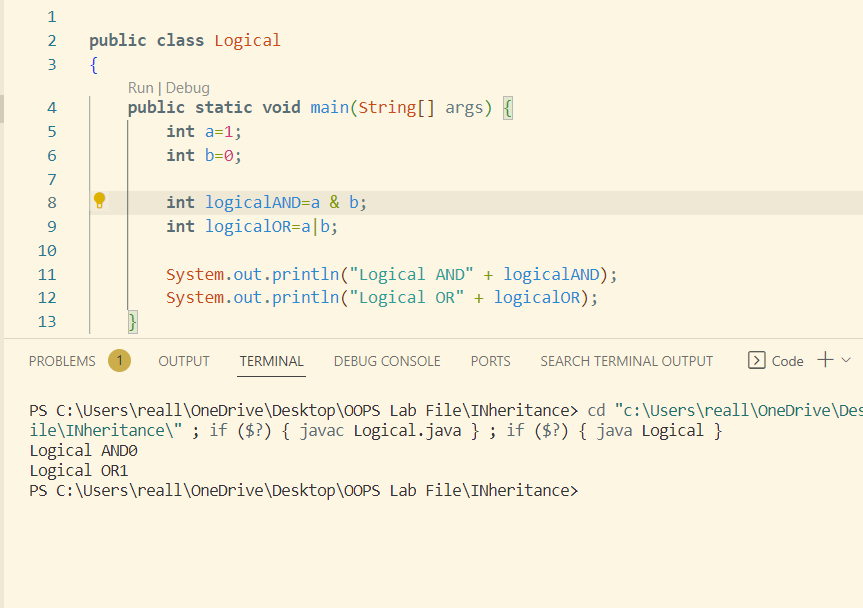 1
2 public class Logical
3 {
Run | Debug
4 public static void main(String[] args) {
5 int a=1;
6 int b=0;
7
8 int logicalAND=a & b;
9 int logicalOR=a|b;
10
11 System.out.println("Logical AND" + logicalAND);
12 System.out.println("Logical OR" + logicalOR);
13 }
PROBLEMS 1 OUTPUT TERMINAL DEBUG CONSOLE PORTS SEARCH TERMINAL OUTPUT Code
PS C:\Users\reall\OneDrive\Desktop\OOPS Lab File\INheritance> cd "c:\Users\reall\OneDrive\Des
ile\INheritance\" ; if ($?) { javac Logical.java } ; if ($?) { java Logical }
Logical AND0
Logical OR1
PS C:\Users\reall\OneDrive\Desktop\OOPS Lab File\INheritance>